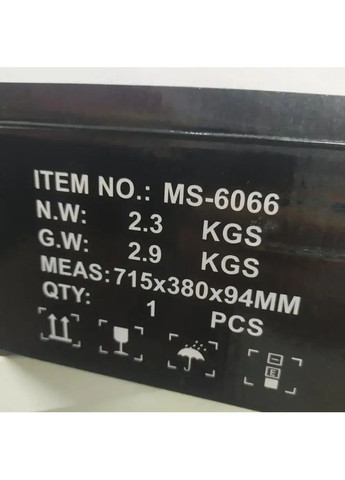 ITEM NO.: MS-6066
N.W: 2.3 KGS
G.W: 2.9 KGS
MEAS:715x380x94MM
QTY: 1 PCS
E